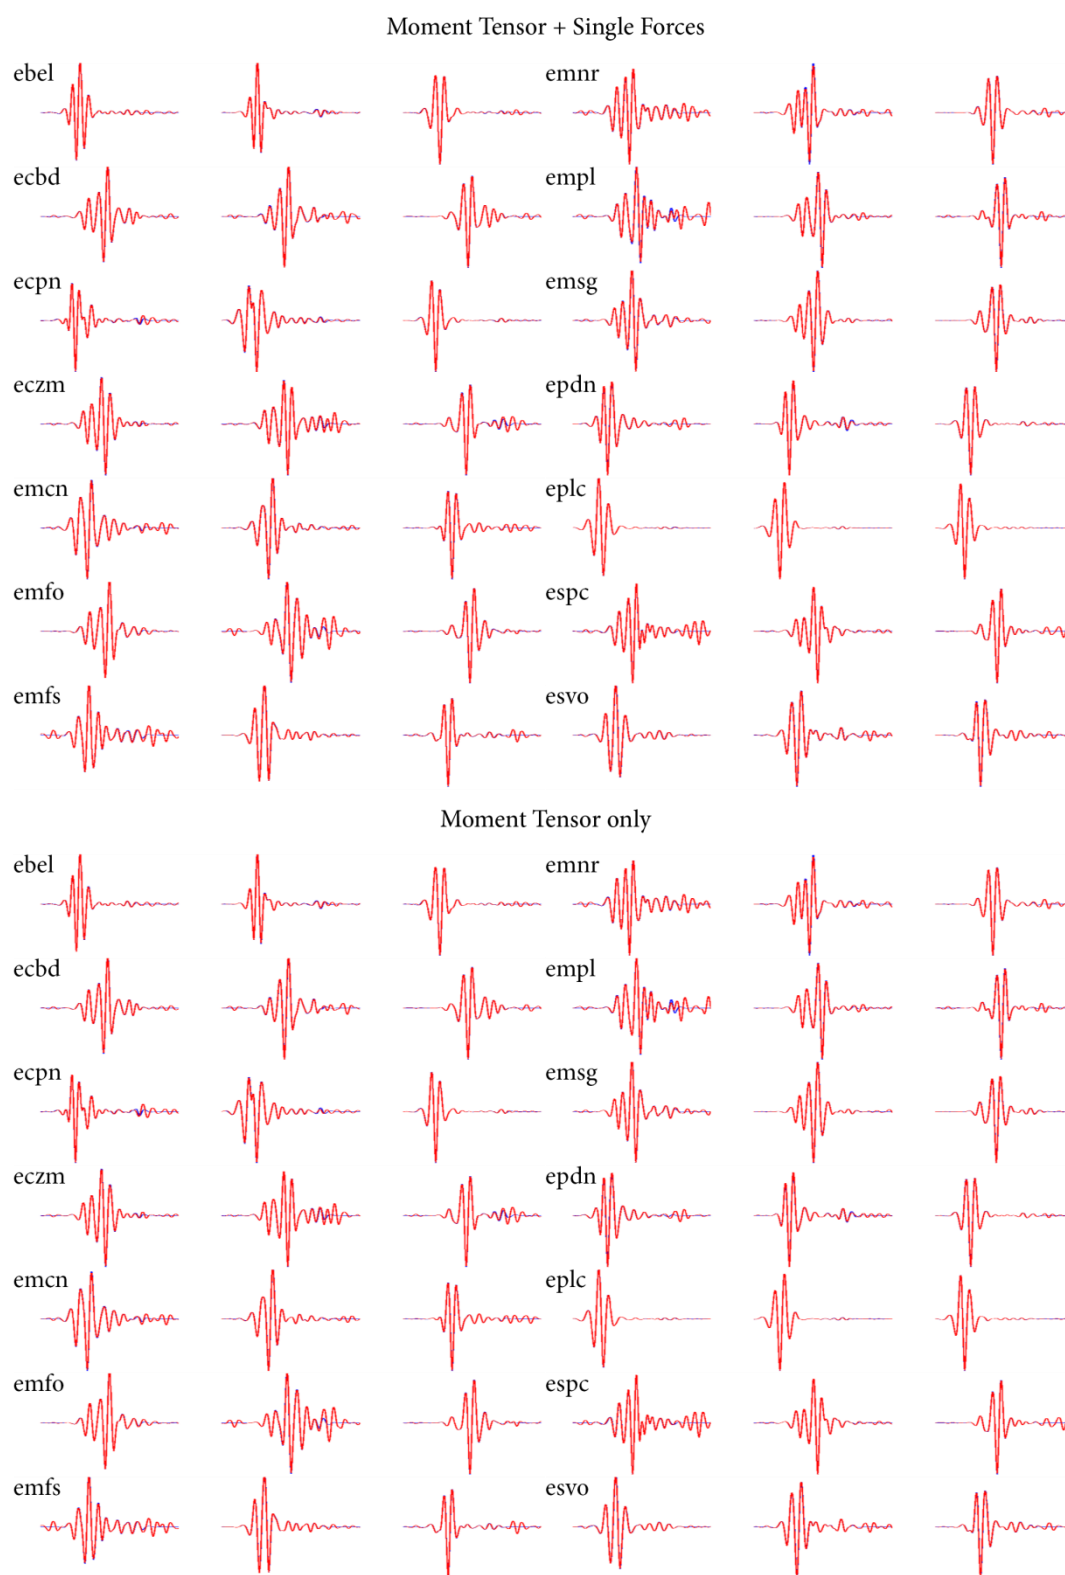 Moment Tensor + Single Forces
ebel emnr
ecbd empl
ecpn emsg
eczm epdn
emcn eplc
emfo espc
emfs esvo
Moment Tensor only
ebel emnr
ecbd empl
ecpn emsg
eczm epdn
emcn eplc
emfo espc
emfs esvo